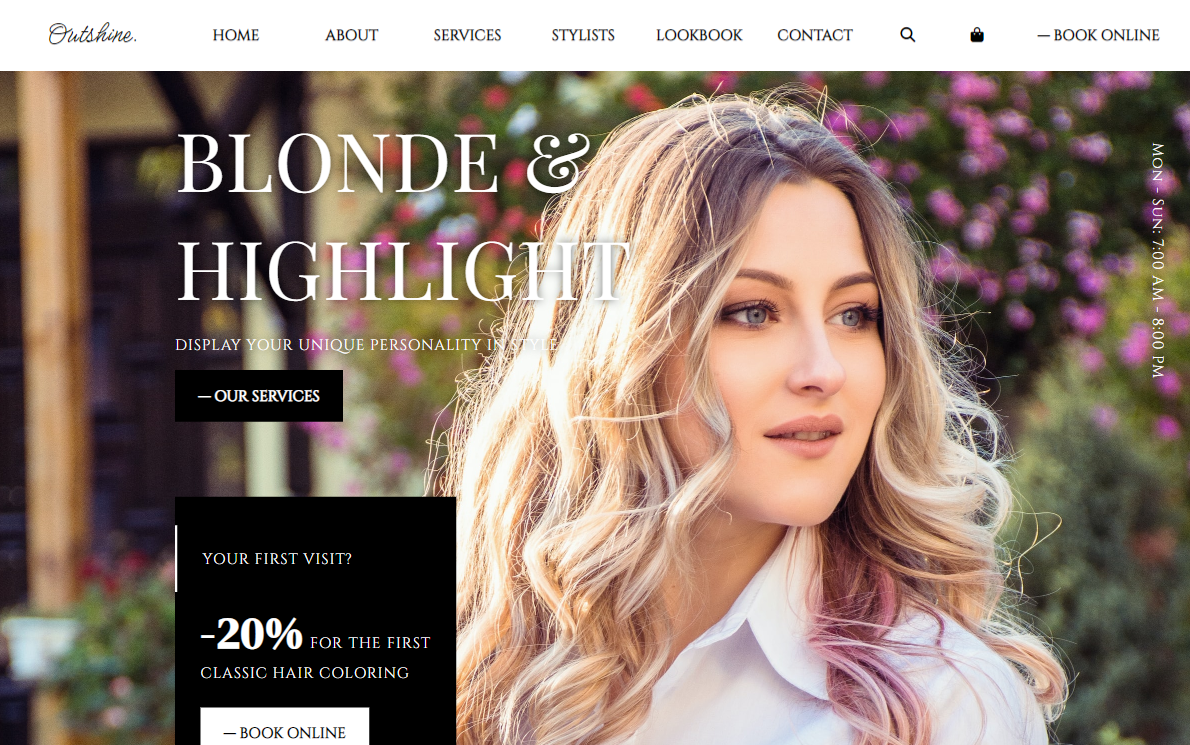 Outshine.
HOME
ABOUT
SERVICES
STYLISTS
LOOKBOOK
CONTACT
— BOOK ONLINE
BLONDE &
HIGHLIGHT
DISPLAY YOUR UNIQUE PERSONALITY IN STYLE
— OUR SERVICES
MON - SUN: 7:00 AM - 8:00 PM
YOUR FIRST VISIT?
-20% FOR THE FIRST
CLASSIC HAIR COLORING
— BOOK ONLINE